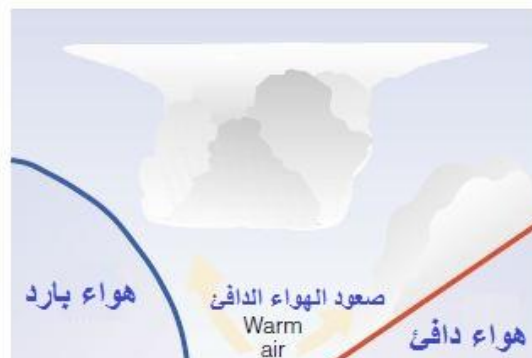 صعود الهواء الدافئ
هواء بارد
Warm
air
هواء دافئ